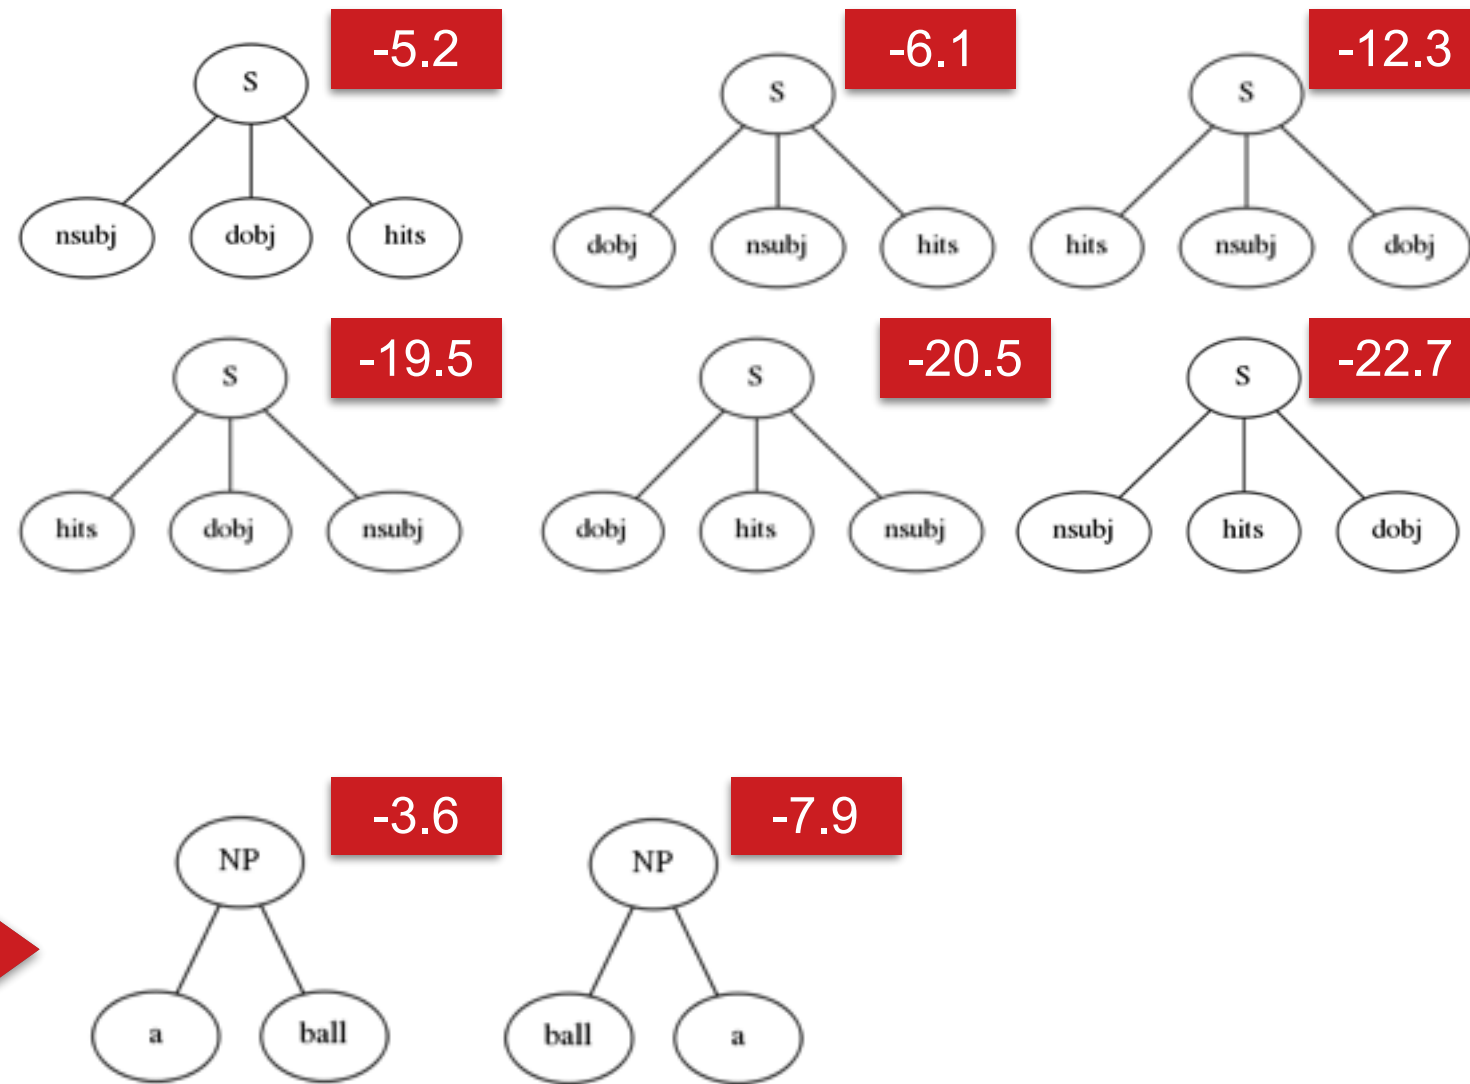 -5.2 -6.1 -12.3
S S S
nsubj dobj hits dobj nsubj hits hits nsubj dobj
-19.5 -20.5 -22.7
S S S
hits dobj nsubj dobj hits nsubj nsubj hits dobj
-3.6 -7.9
NP NP
a ball ball a